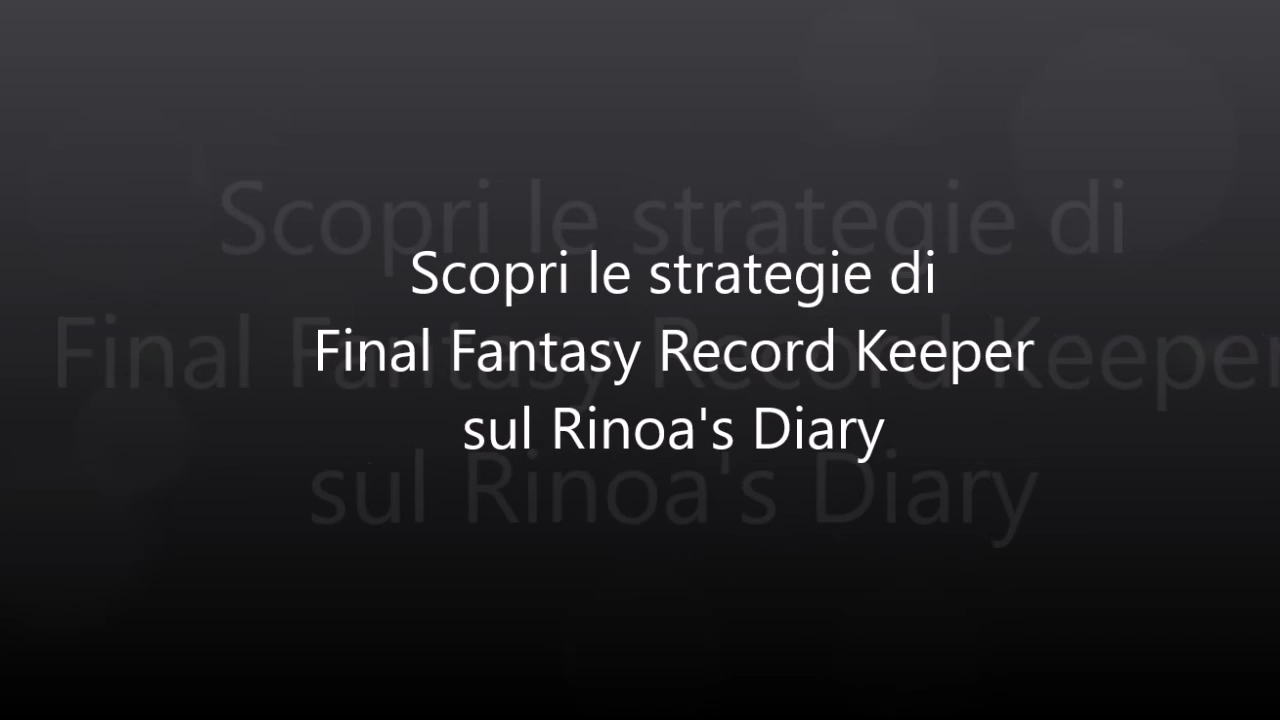 Scopri le strategie di
Final Fantasy Record Keeper
sul Rinoa's Diary